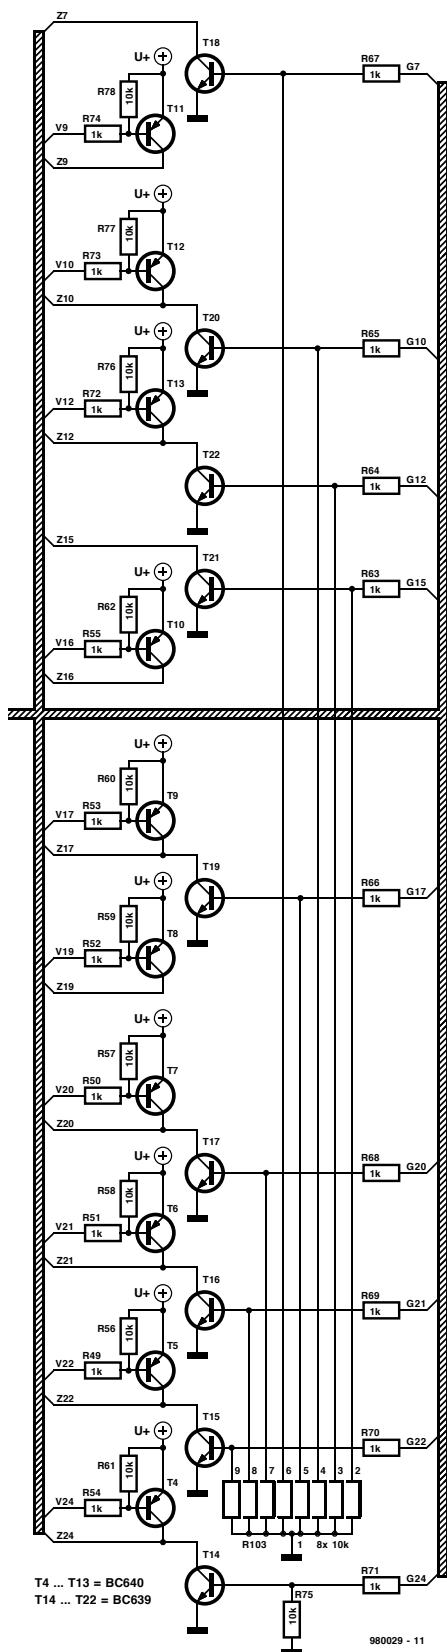 Z7
T18
U+
R67
G7
1k
R78
10k
T11
R74
V9
1k
Z9
U+
R77
10k
T12
R73
V10
1k
Z10
T20
R65
G10
1k
U+
R76
10k
T13
R72
V12
1k
Z12
T22
R64
G12
1k
Z15
T21
R63
G15
1k
U+
R62
10k
T10
R55
V16
1k
Z16
U+
R60
10k
T9
R53
V17
1k
Z17
T19
R66
G17
1k
U+
R59
10k
T8
R52
V19
1k
Z19
U+
R57
10k
T7
R50
V20
1k
Z20
T17
R68
G20
1k
U+
R58
10k
T6
R51
V21
1k
Z21
T16
R69
G21
1k
U+
R56
10k
T5
R49
V22
1k
Z22
T15
R70
G22
1k
U+
R61
10k
T4
R54
V24
1k
Z24
9 8 7 6 5 4 3 2
R103 1 8x 10k
T14
R71
G24
1k
R75
10k
T4 ... T13 = BC640
T14 ... T22 = BC639
980029 - 11